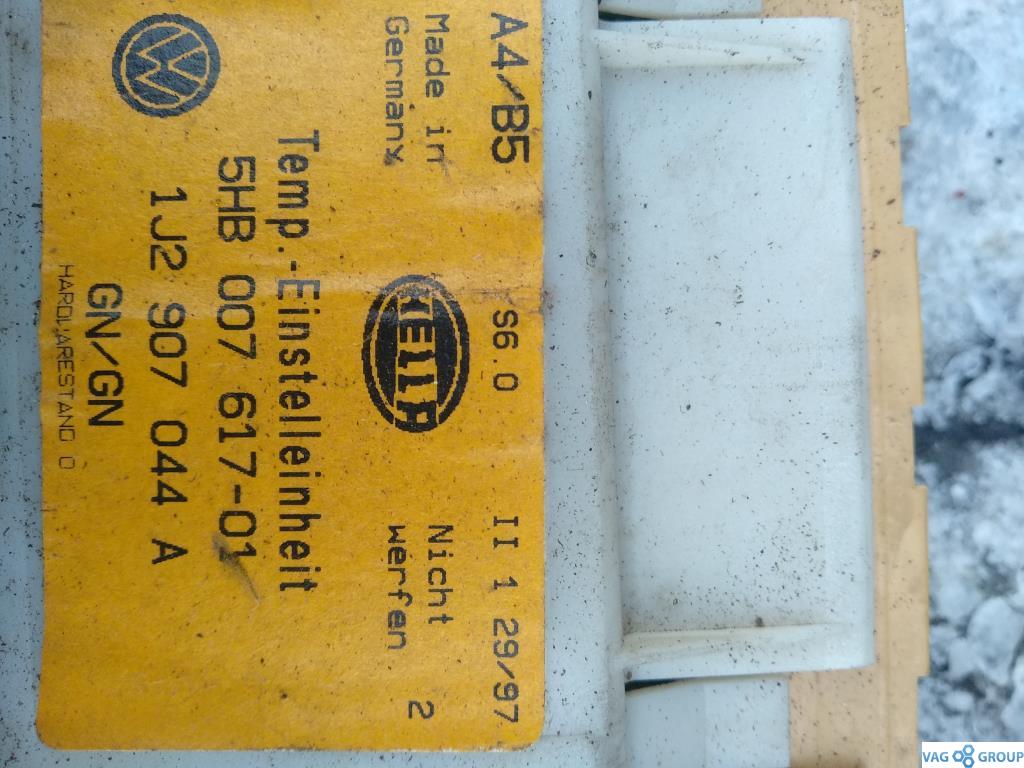 A4/B5 S6.0 II 1 29/97
Made in Nicht
Germany werfen 2
HELLA
Temp.-Einstelleinheit
5HB 007 617-01
1J2 907 044 A
GN/GN
HARDWARESTAND 0
VW
VAG GROUP